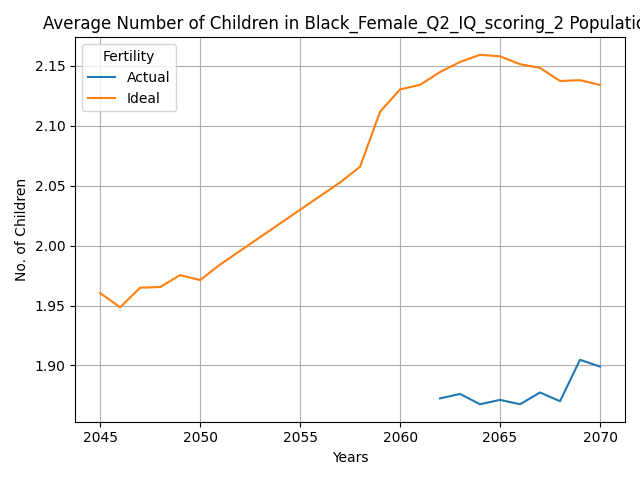 Average Number of Children in Black_Female_Q2_IQ_scoring_2 Populatio
Fertility
Actual
Ideal
2.15
2.10
2.05
2.00
1.95
1.90
No. of Children
2045 2050 2055 2060 2065 2070
Years